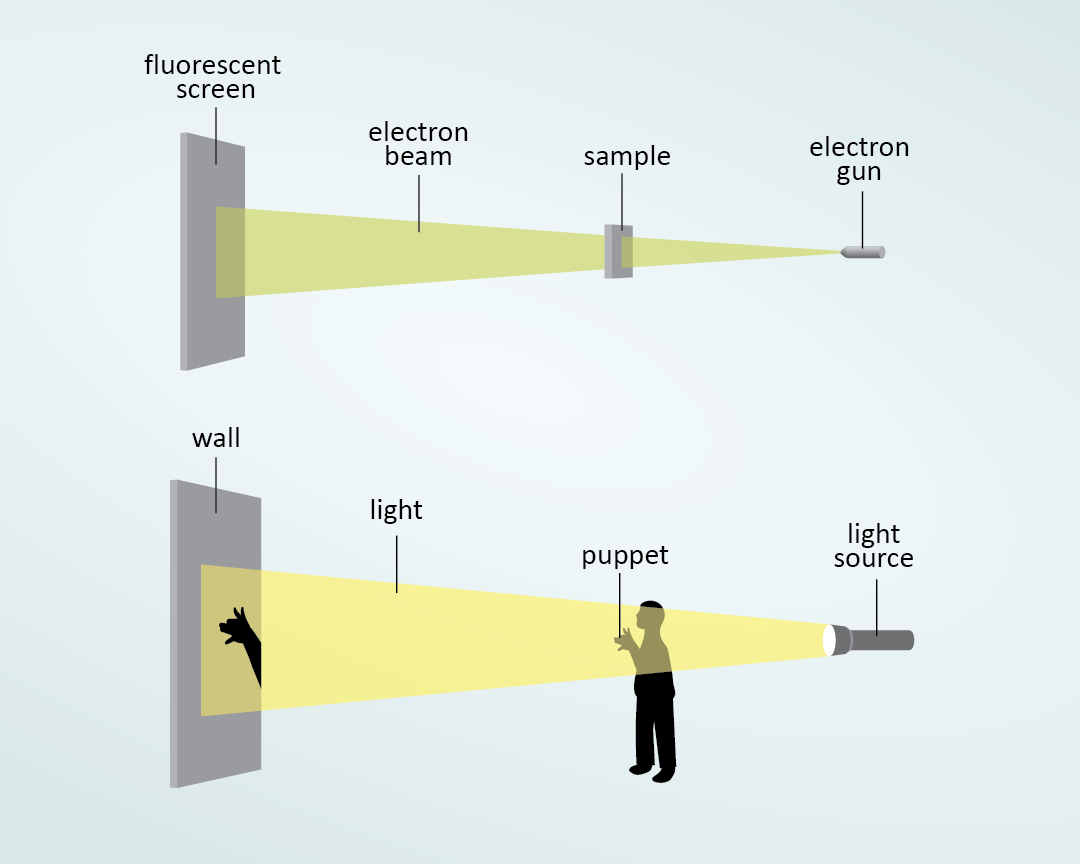 fluorescent
screen
electron
beam
sample
electron
gun
wall
light
puppet
light
source